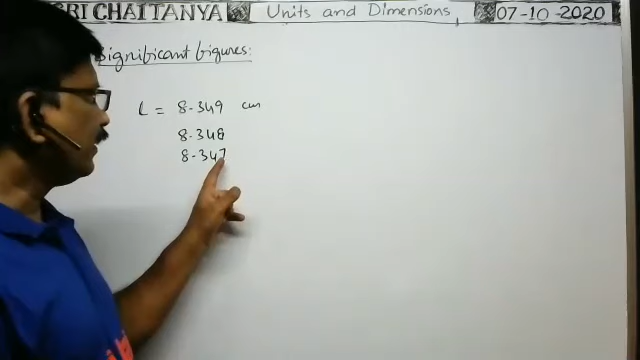 SRI CHAITANYA Units and Dimensions 07-10-2020
Significant figures:
l = 8.349 cm
8.348
8.347